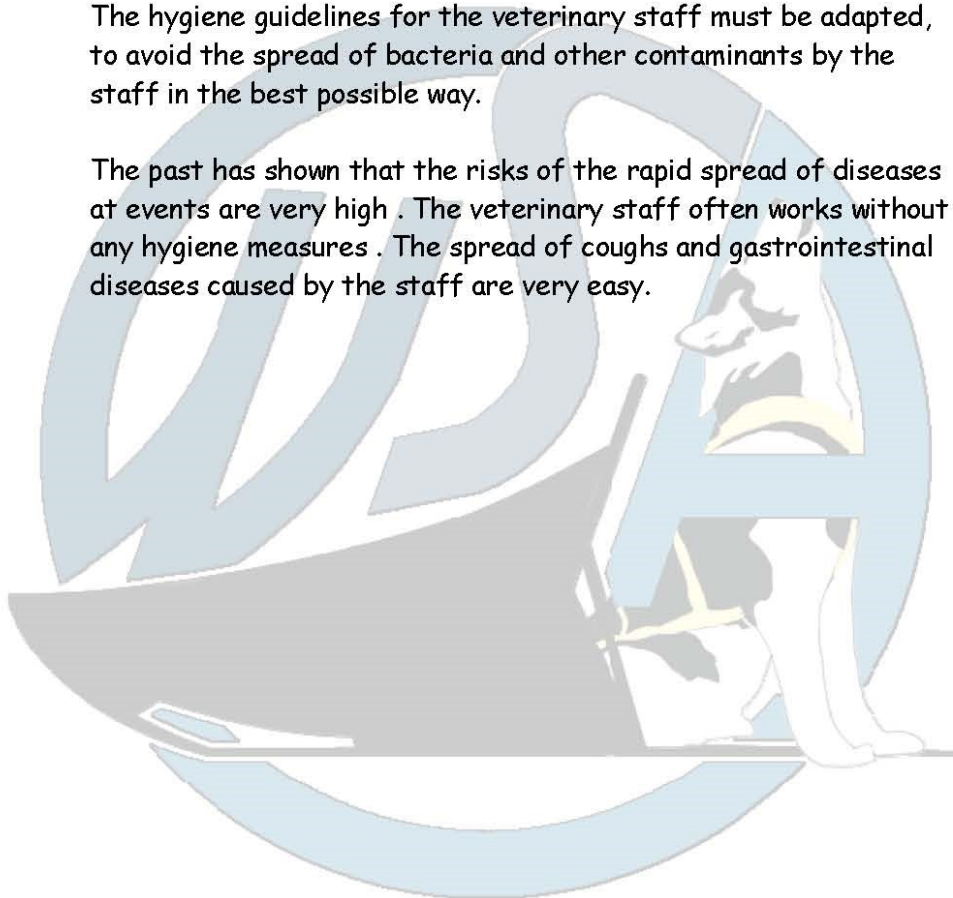 The hygiene guidelines for the veterinary staff must be adapted,
to avoid the spread of bacteria and other contaminants by the
staff in the best possible way.
The past has shown that the risks of the rapid spread of diseases
at events are very high . The veterinary staff often works without
any hygiene measures . The spread of coughs and gastrointestinal
diseases caused by the staff are very easy.
WSA